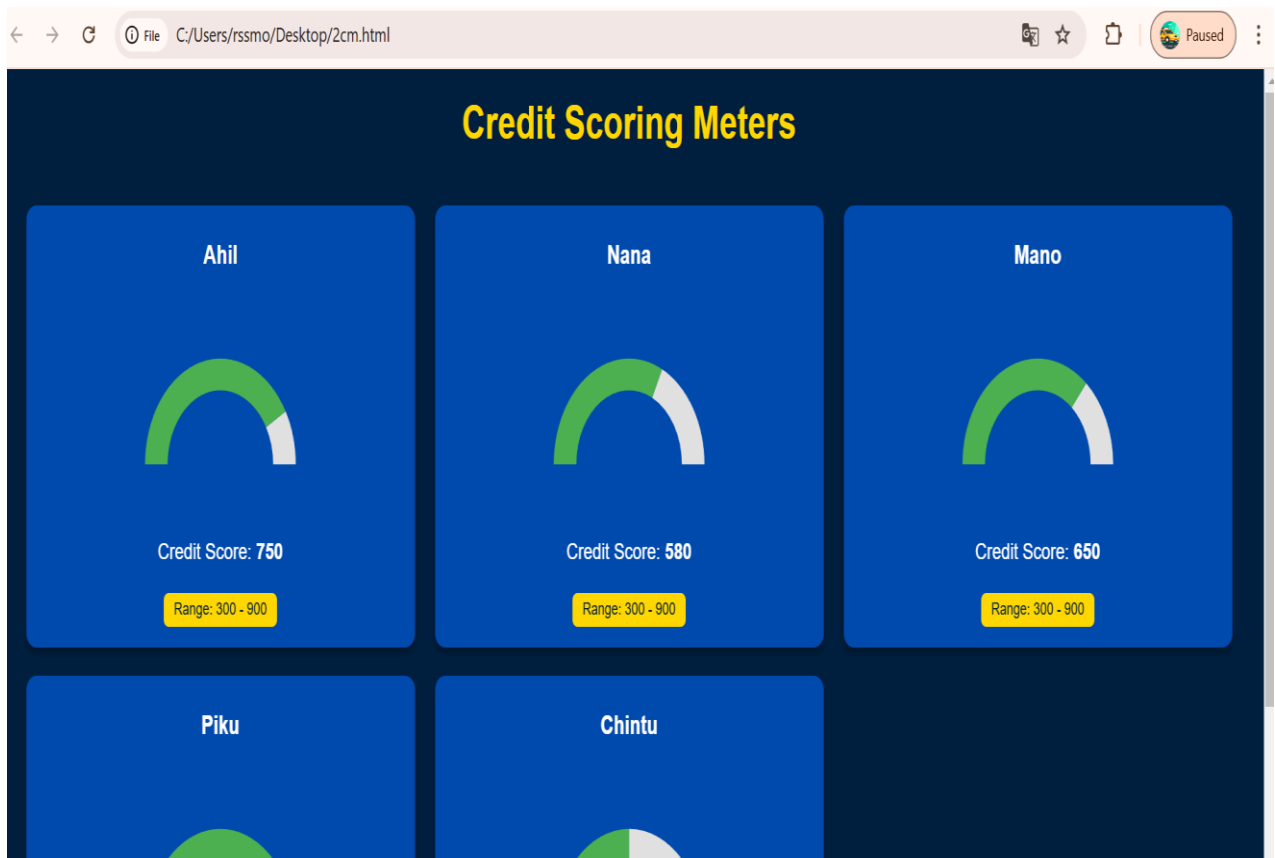 File C:/Users/rssmo/Desktop/2cm.html Paused
Credit Scoring Meters
Ahil
Credit Score: 750
Range: 300 - 900
Nana
Credit Score: 580
Range: 300 - 900
Mano
Credit Score: 650
Range: 300 - 900
Piku
Chintu